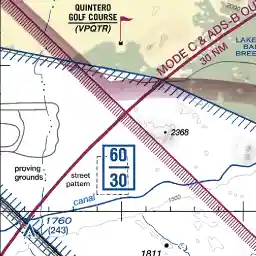 QUINTERO
GOLF COURSE
(VPQTR)
MODE C & ADS-B OU
30 NM
LAKE
BA
BREE
2368
60
30
proving
grounds
street
pattern
canal
1500
1760
(243)
1811